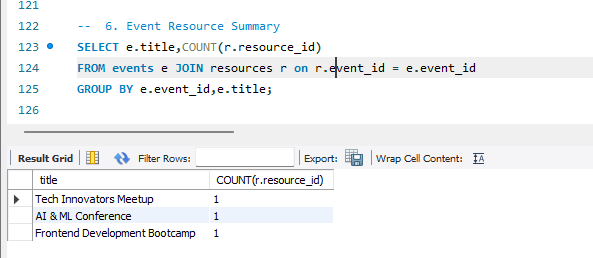 121
122 -- 6. Event Resource Summary
123 SELECT e.title,COUNT(r.resource_id)
124 FROM events e JOIN resources r on r.event_id = e.event_id
125 GROUP BY e.event_id,e.title;
126
Result Grid Filter Rows: Export: Wrap Cell Content:
title COUNT(r.resource_id)
Tech Innovators Meetup 1
AI & ML Conference 1
Frontend Development Bootcamp 1